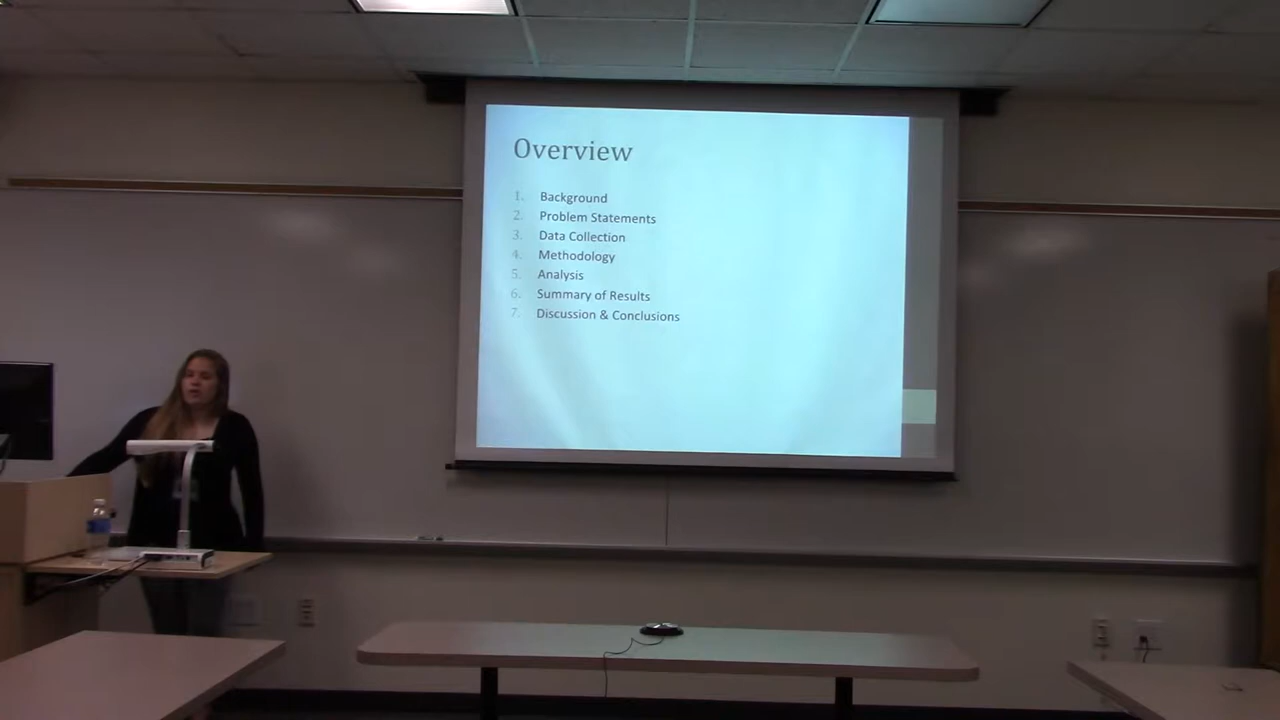 Overview
1. Background
2. Problem Statements
3. Data Collection
4. Methodology
5. Analysis
6. Summary of Results
7. Discussion & Conclusions